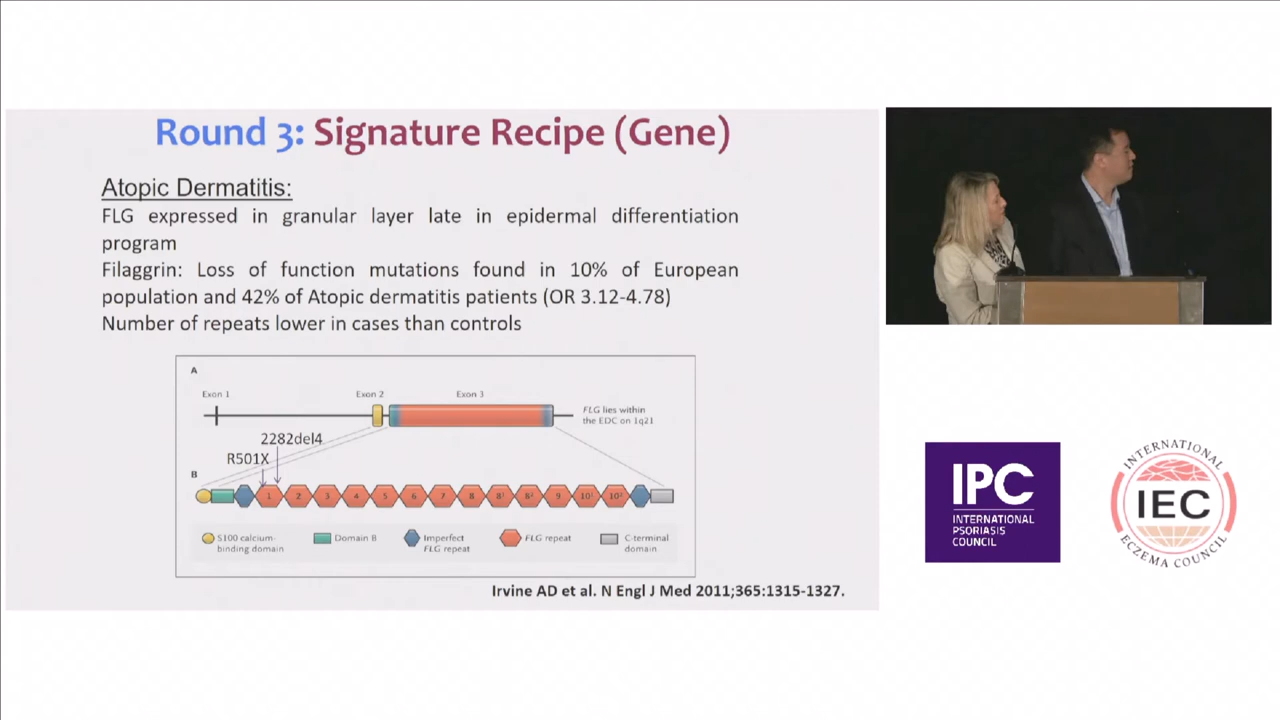 Round 3: Signature Recipe (Gene)
Atopic Dermatitis:
FLG expressed in granular layer late in epidermal differentiation
program
Filaggrin: Loss of function mutations found in 10% of European
population and 42% of Atopic dermatitis patients (OR 3.12-4.78)
Number of repeats lower in cases than controls
A
Exon 1
Exon 2
Exon 3
FLG lies within
the EDC on 1q21
2282del4
R501X
B
1 2 3 4 5 6 7 8 8¹ 8² 9 10¹ 10²
S100 calcium-
binding domain
Domain B
Imperfect
FLG repeat
FLG repeat
C-terminal
domain
Irvine AD et al. N Engl J Med 2011;365:1315-1327.
IPC
INTERNATIONAL
PSORIASIS
COUNCIL
INTERNATIONAL
IEC
ECZEMA COUNCIL